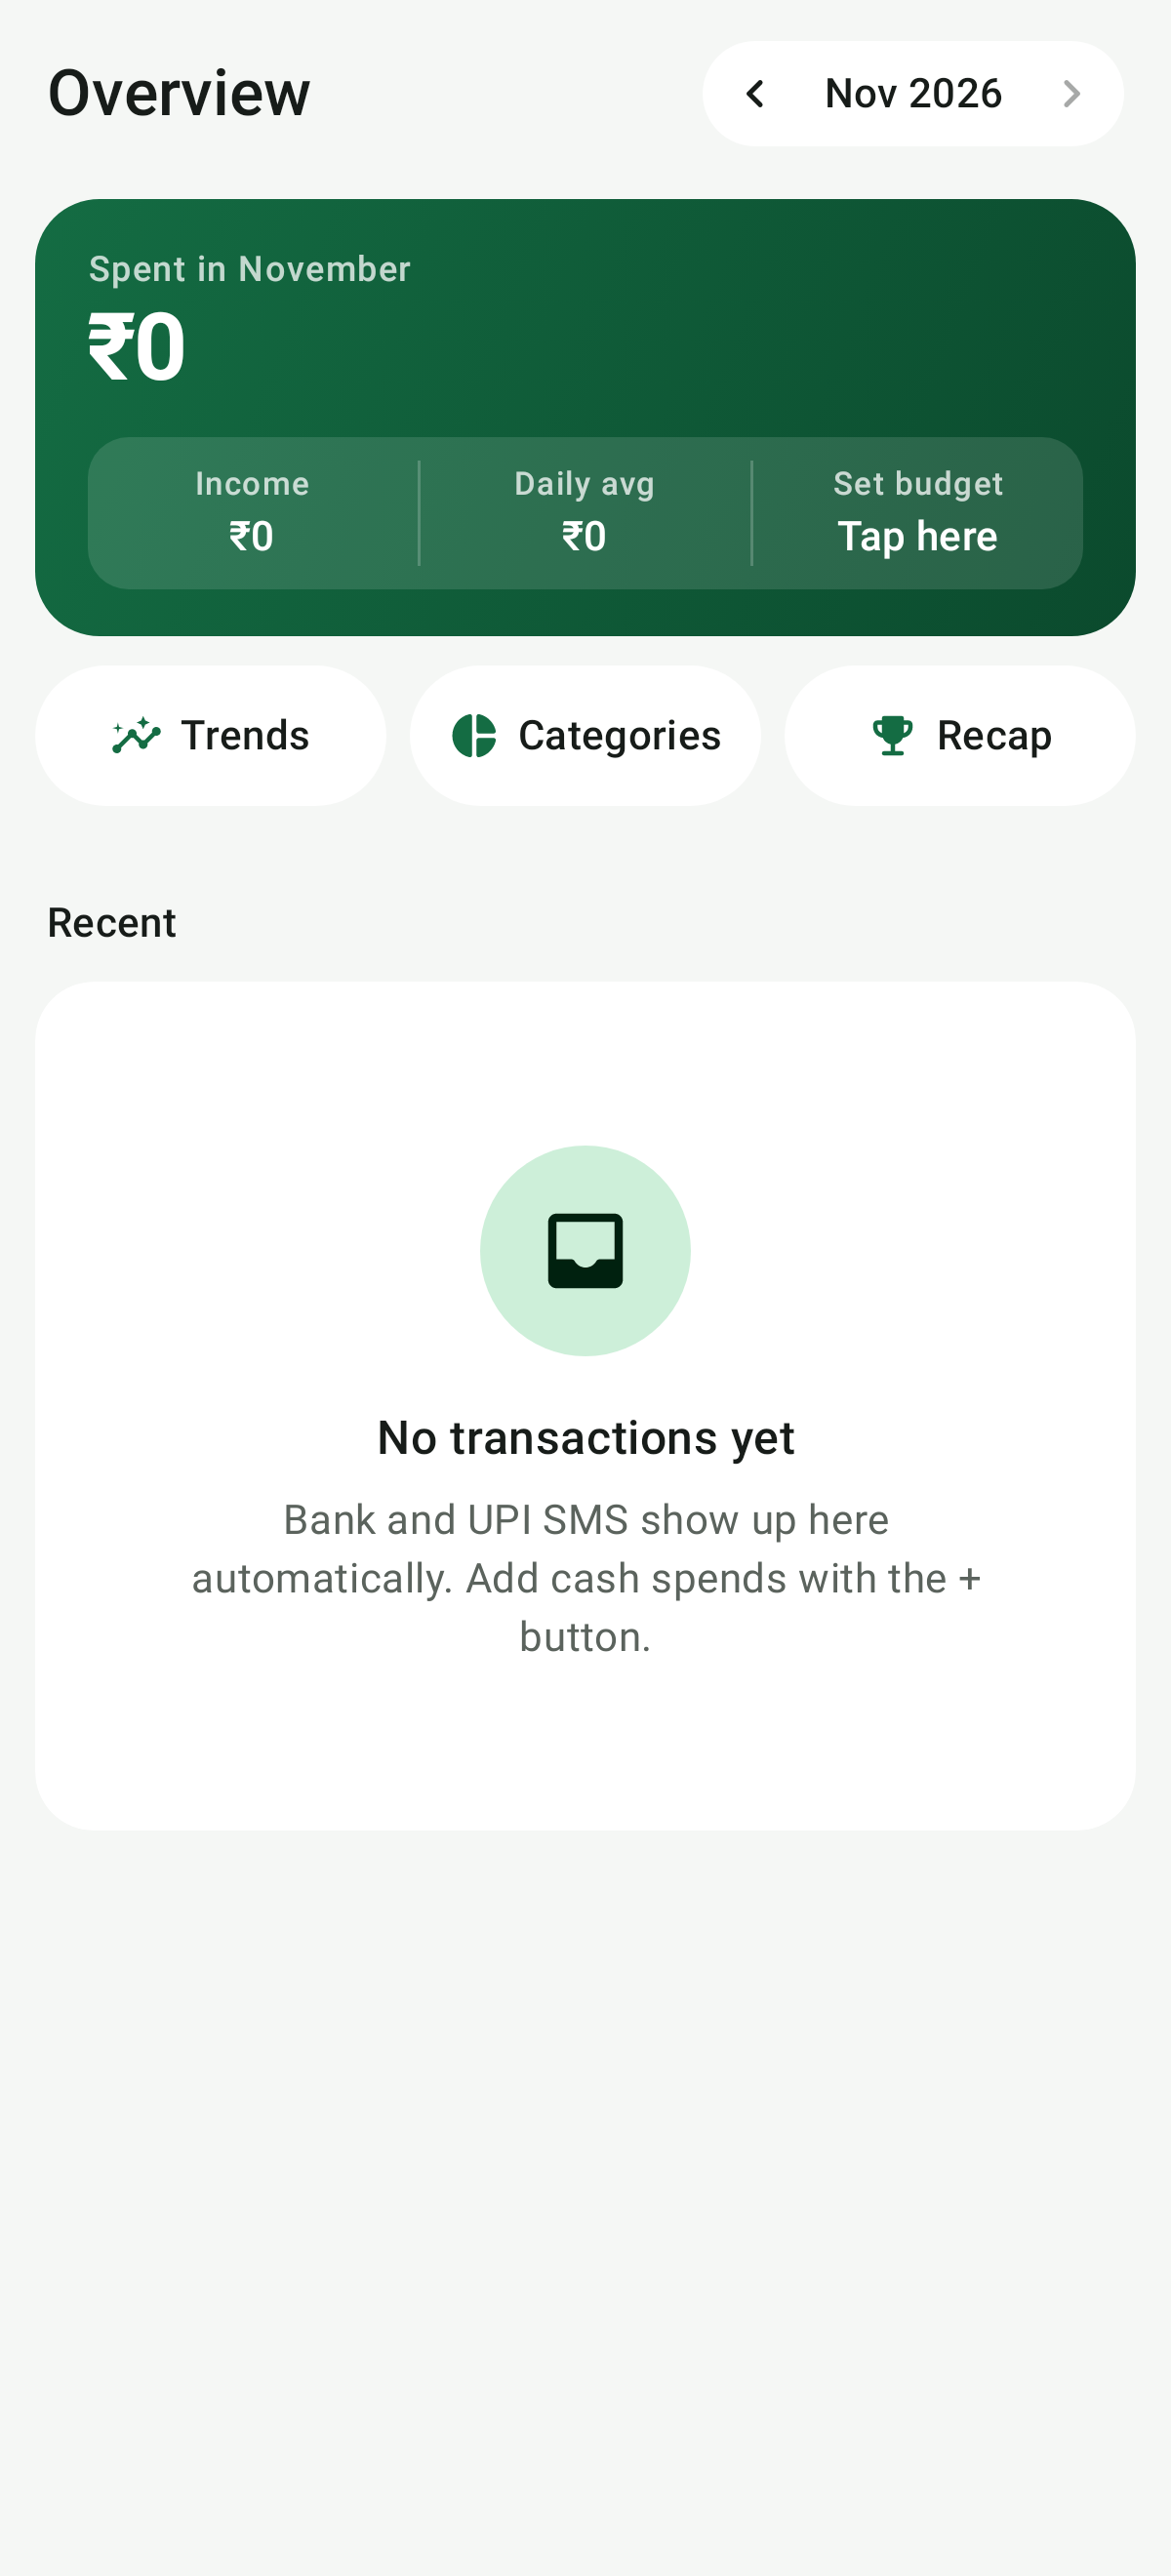 Overview
Nov 2026
Spent in November
₹0
Income
₹0
Daily avg
₹0
Set budget
Tap here
Trends
Categories
Recap
Recent
No transactions yet
Bank and UPI SMS show up here
automatically. Add cash spends with the +
button.